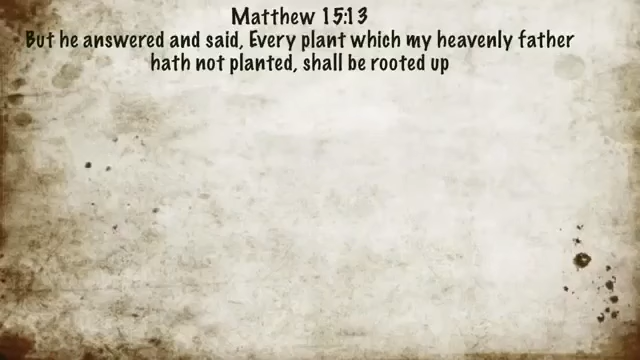 Matthew 15:13
But he answered and said, Every plant which my heavenly father
hath not planted, shall be rooted up